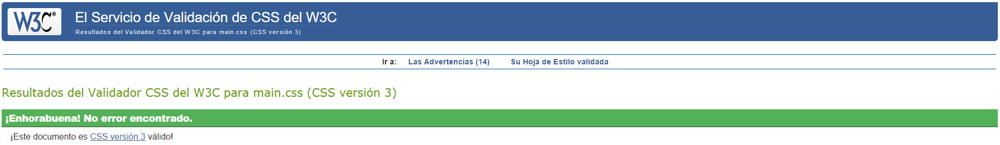 W3C® El Servicio de Validación de CSS del W3C
Resultados del Validador CSS del W3C para main.css (CSS versión 3)
Ir a: Las Advertencias (14) Su Hoja de Estilo validada
Resultados del Validador CSS del W3C para main.css (CSS versión 3)
¡Enhorabuena! No error encontrado.
¡Este documento es CSS versión 3 válido!